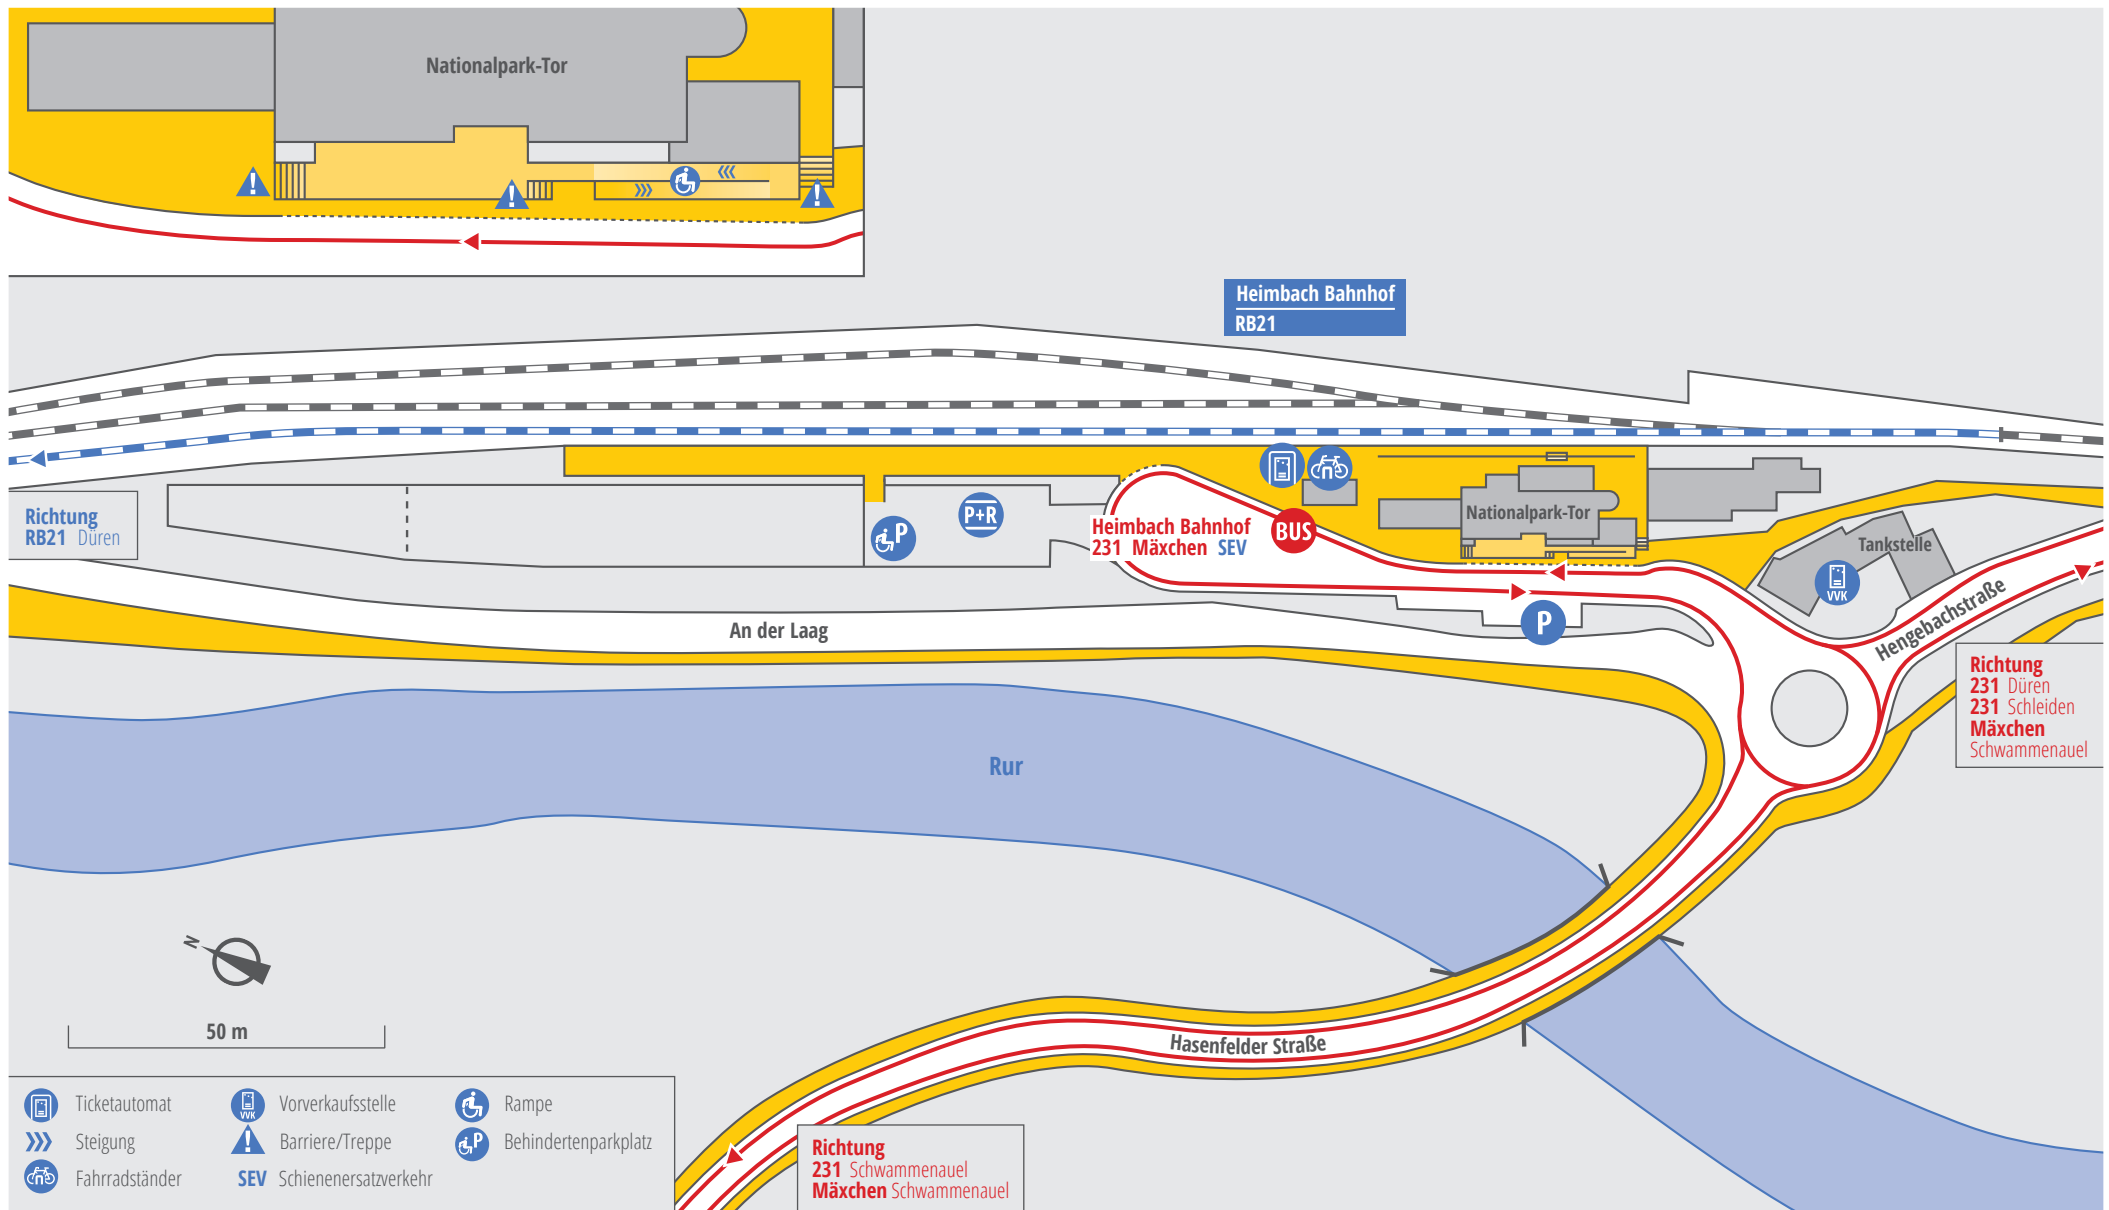 Nationalpark-Tor
Heimbach Bahnhof
RB21
Richtung
RB21 Düren
P+R
P
Heimbach Bahnhof
231 Mäxchen SEV
BUS
Nationalpark-Tor
Tankstelle
VVK
P
An der Laag
Hengebachstraße
Richtung
231 Düren
231 Schleiden
Mäxchen
Schwammenauel
Rur
N
50 m
Hasenfelder Straße
Ticketautomat
Steigung
Fahrradständer
VVK Vorverkaufsstelle
Barriere/Treppe
SEV Schienenersatzverkehr
Rampe
P Behindertenparkplatz
Richtung
231 Schwammenauel
Mäxchen Schwammenauel